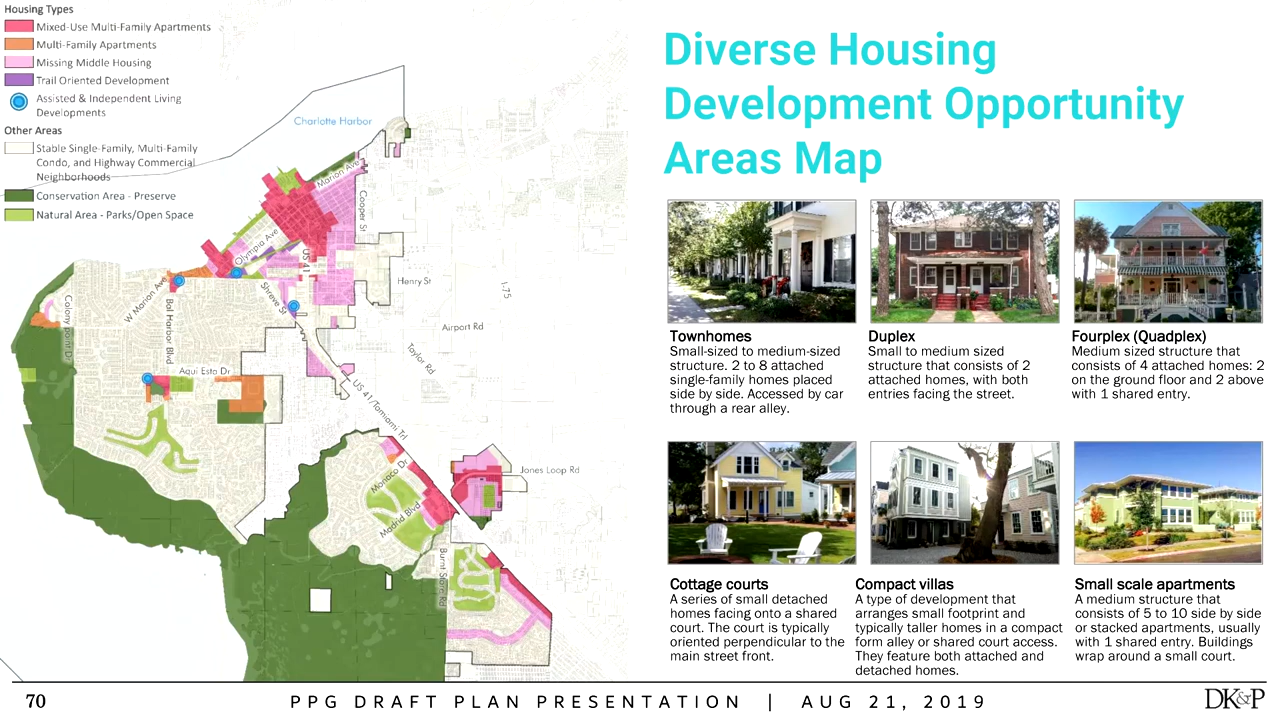 Housing Types
Mixed-Use Multi-Family Apartments
Multi-Family Apartments
Missing Middle Housing
Trail Oriented Development
Assisted & Independent Living
Developments
Other Areas
Stable Single-Family, Multi-Family
Condo, and Highway Commercial
Neighborhoods
Conservation Area - Preserve
Natural Area - Parks/Open Space
Charlotte Harbor
Marion Ave
Cooper St
Olympia Ave
US 41
W Marion Ave
Shreve St
Henry St
I-75
Colony point Dr
Bal Harbor Blvd
Airport Rd
Taylor Rd
Aqui Esta Dr
US 41/Tamiami Trl
Monaco Dr
Jones Loop Rd
Madrid Blvd
Burnt Store Rd
Diverse Housing
Development Opportunity
Areas Map
Townhomes
Small-sized to medium-sized
structure. 2 to 8 attached
single-family homes placed
side by side. Accessed by car
through a rear alley.
Duplex
Small to medium sized
structure that consists of 2
attached homes, with both
entries facing the street.
Fourplex (Quadplex)
Medium sized structure that
consists of 4 attached homes: 2
on the ground floor and 2 above
with 1 shared entry.
Cottage courts
A series of small detached
homes facing onto a shared
court. The court is typically
oriented perpendicular to the
main street front.
Compact villas
A type of development that
arranges small footprint and
typically taller homes in a compact
form alley or shared court access.
They feature both attached and
detached homes.
Small scale apartments
A medium structure that
consists of 5 to 10 side by side
or stacked apartments, usually
with 1 shared entry. Buildings
wrap around a small court.
70
PPG DRAFT PLAN PRESENTATION | AUG 21, 2019
DK&P